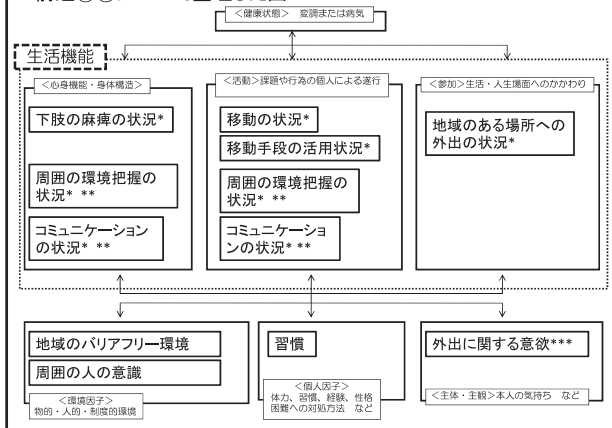 ＜健康状態＞ 変調または病気
生活機能
＜心身機能・身体構造＞
下肢の麻痺の状況*
周囲の環境把握の
状況* **
コミュニケーション
の状況* **
＜活動＞課題や行為の個人による遂行
移動の状況*
移動手段の活用状況*
周囲の環境把握の
状況* **
コミュニケーショ
ンの状況* **
＜参加＞生活・人生場面へのかかわり
地域のある場所への
外出の状況*
地域のバリアフリー環境
周囲の人の意識
＜環境因子＞
物的・人的・制度的環境
習慣
＜個人因子＞
体力、習慣、経験、性格
困難への対処方法 など
外出に関する意欲***
＜主体・主観＞本人の気持ち など